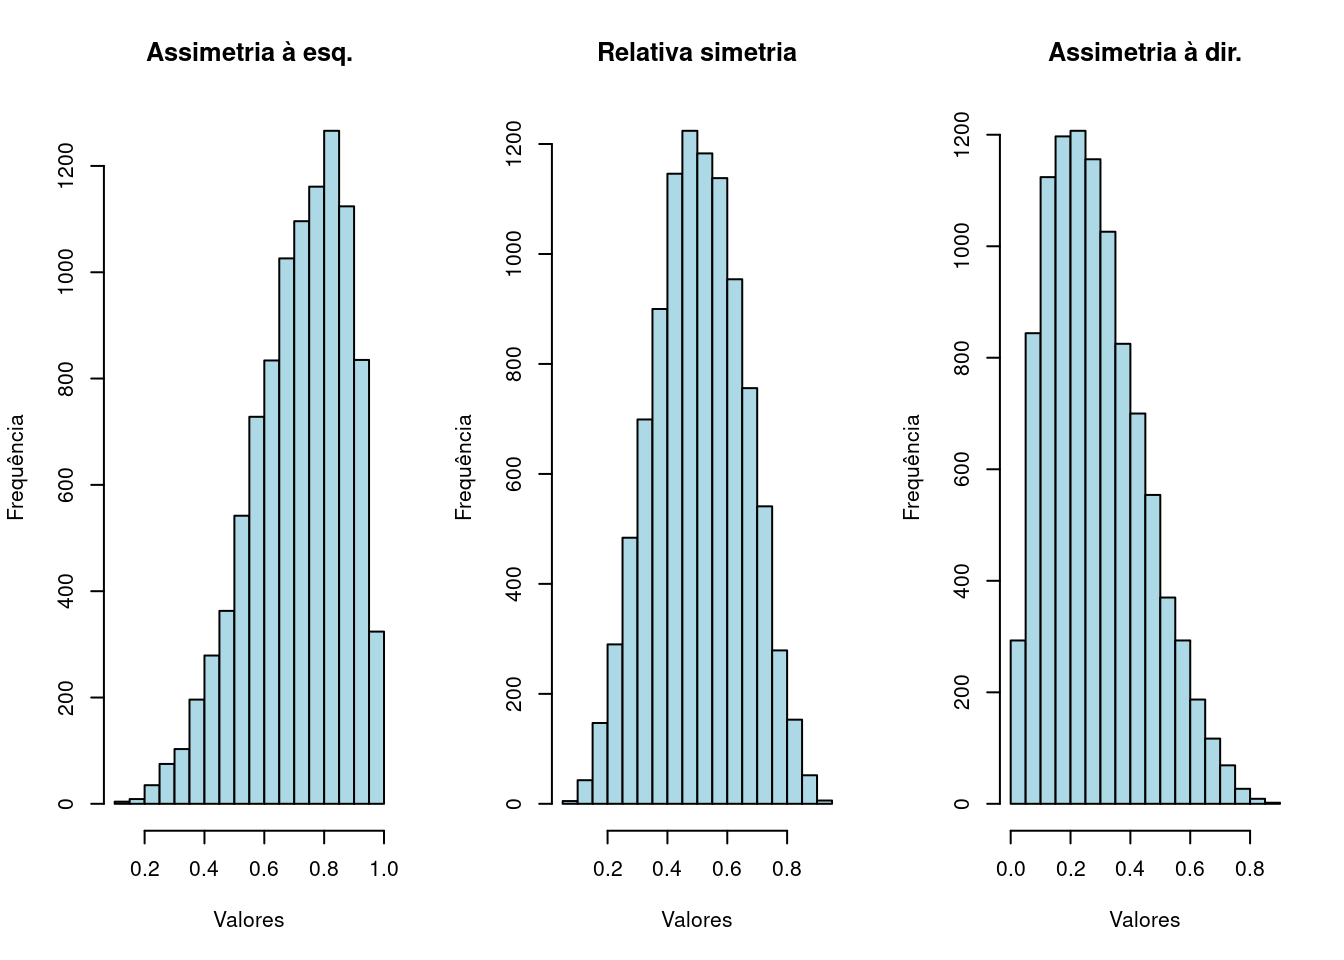 Assimetria à esq.
Frequência
0
200
400
600
800
1000
1200
0.2 0.4 0.6 0.8 1.0
Valores
Relativa simetria
Frequência
0
200
400
600
800
1000
1200
0.2 0.4 0.6 0.8
Valores
Assimetria à dir.
Frequência
0
200
400
600
800
1000
1200
0.0 0.2 0.4 0.6 0.8
Valores